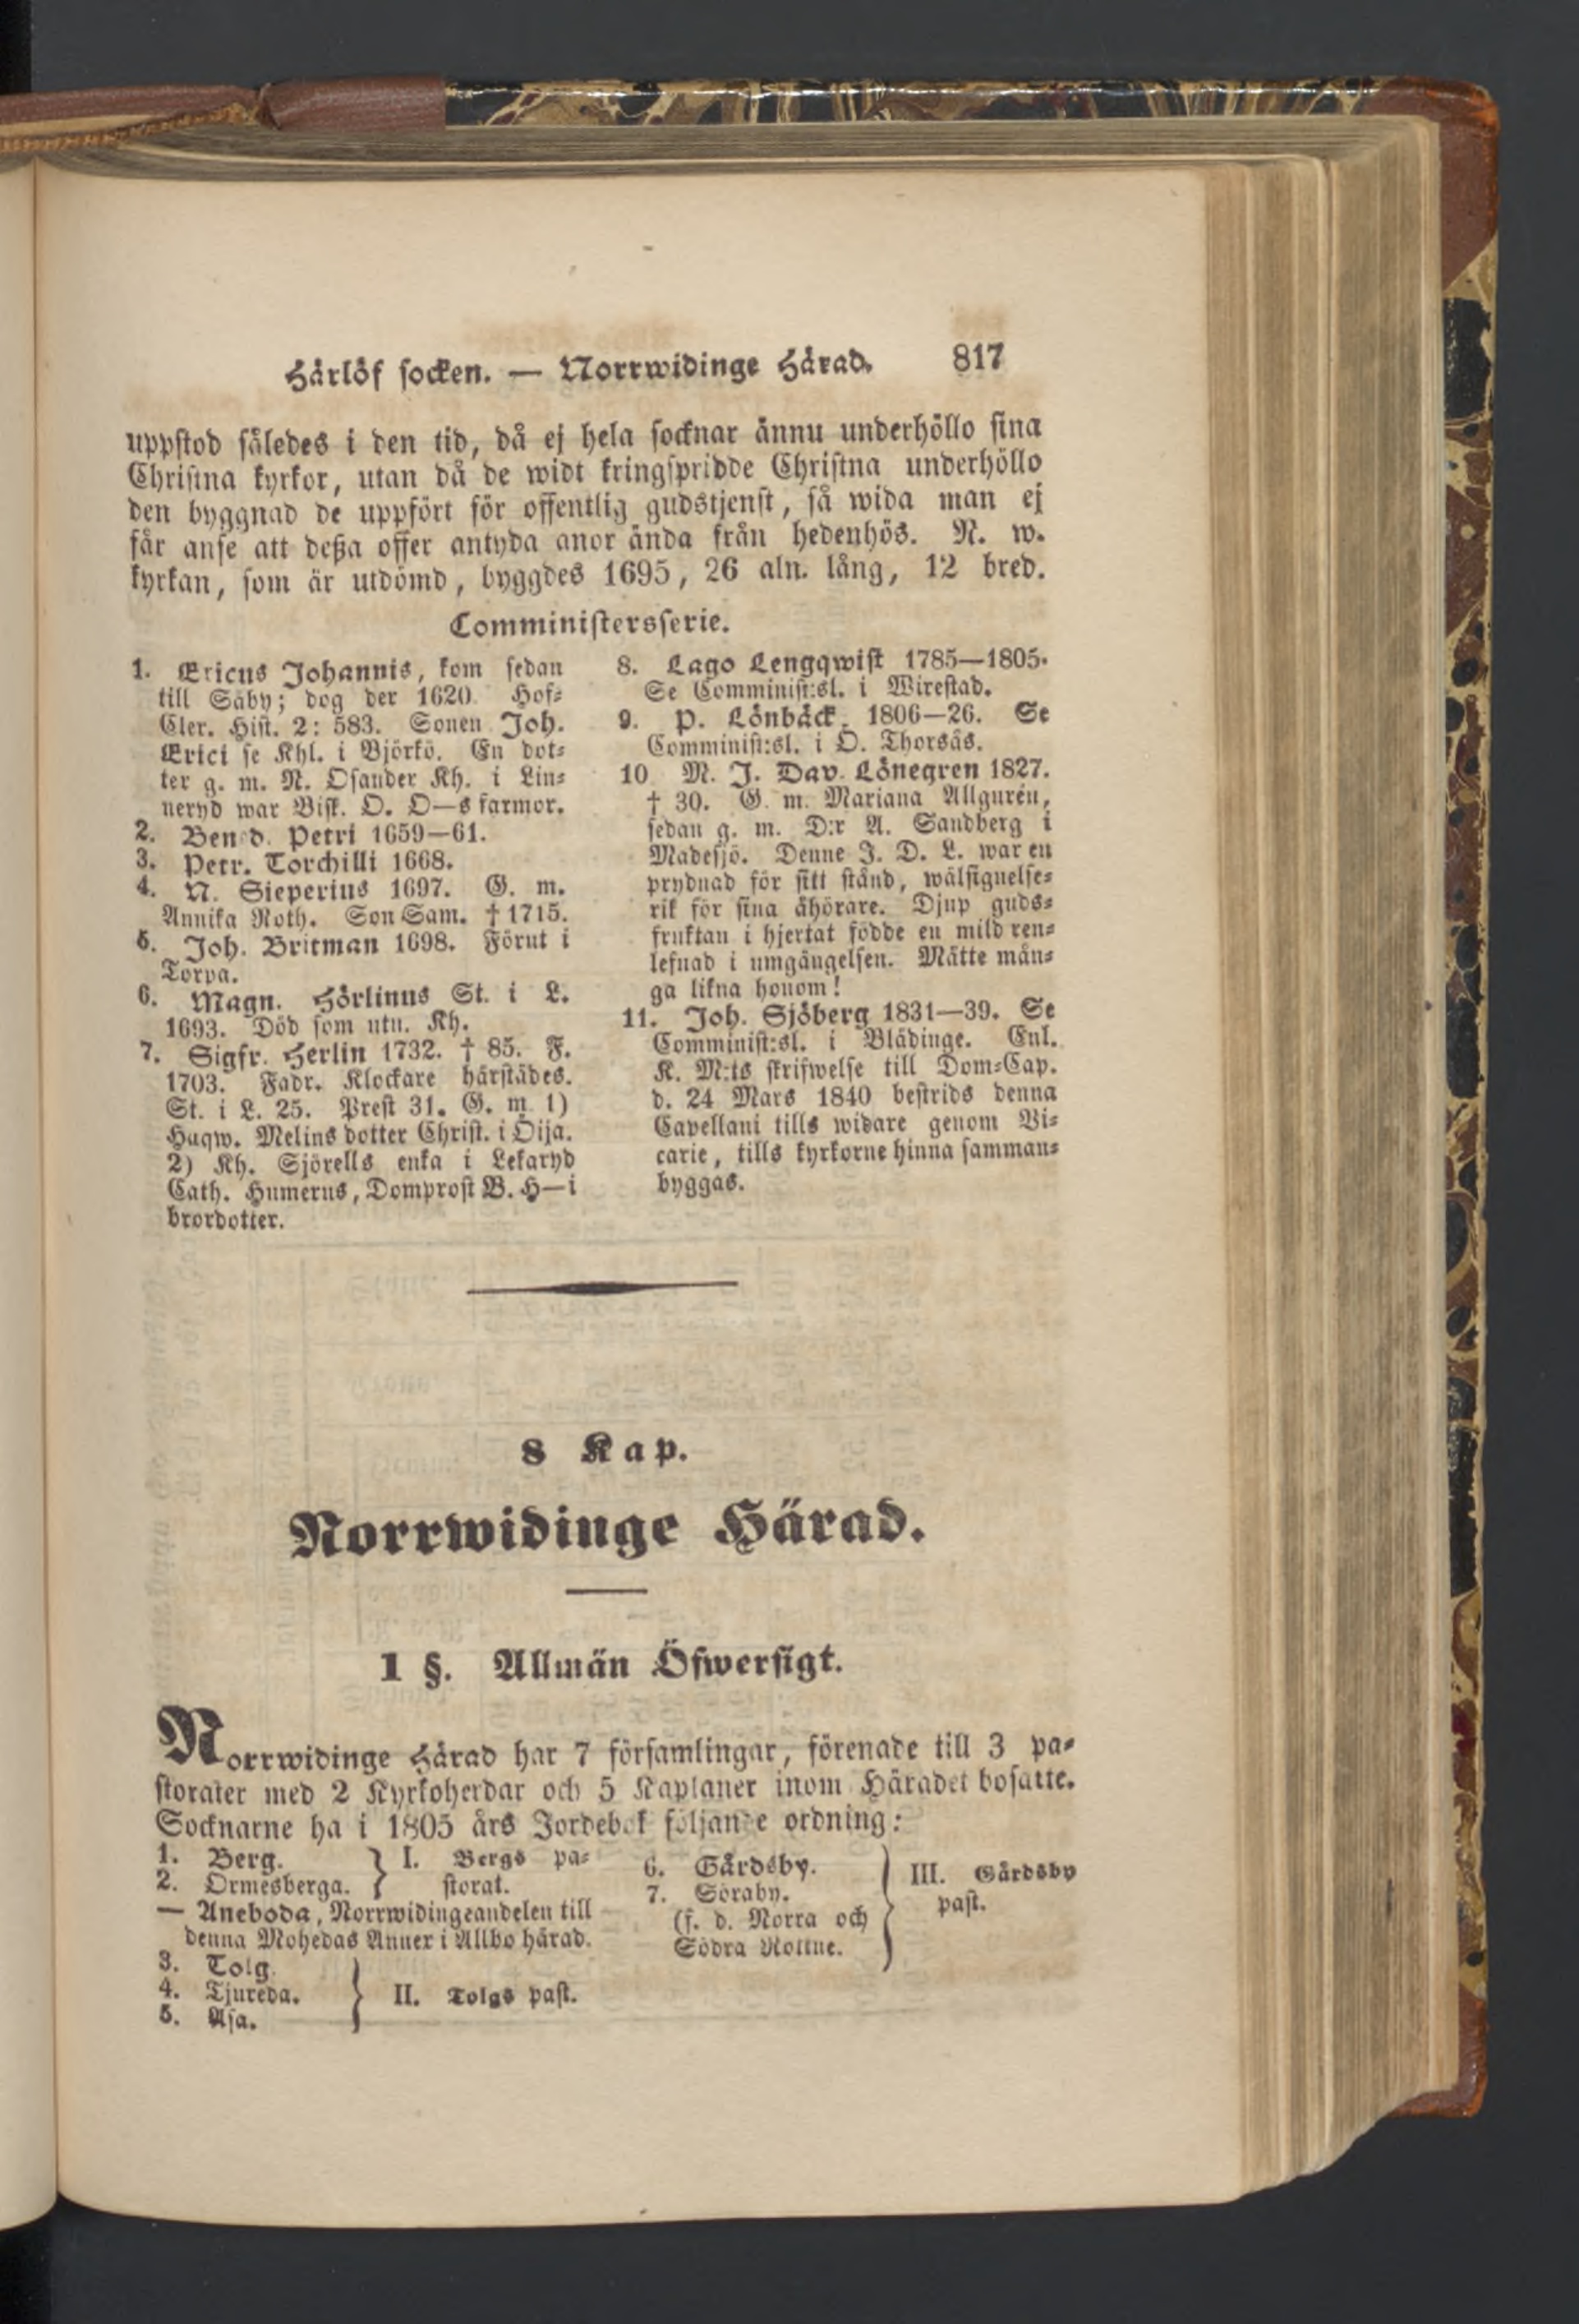 Härlöf socken. — Norrwidinge Härad. 817
uppstod således i den tid, då ej hela socknar ännu underhöllo sina
Christna kyrkor, utan då de widt kringspridde Christna underhöllo
den byggnad de uppfört för offentlig gudstjenst, så wida man ej
får anse att deßa offer antyda anor ända från hedenhös. N. w.
kyrkan, som är utdömd, byggdes 1695, 26 aln. lång, 12 bred.
Comministersserie.
1. Ericus Johannis, kom sedan
till Säby; dog der 1620. Hof-
Cler. Hist. 2: 583. Sonen Joh.
Erici se Khl. i Björkö. En dot-
ter g. m. N. Osander Kh. i Lin-
neryd war Bisk. O. O—s farmor.
2. Bened. Petri 1659—61.
3. Petr. Torchilli 1668.
4. N. Sieperius 1697. G. m.
Annika Roth. Son Sam. † 1715.
5. Joh. Britman 1698. Förut i
Torpa.
6. Magn. Hörlinus St. i L.
1693. Död som utn. Kh.
7. Sigfr. Herlin 1732. † 85. F.
1703. Fadr. Klockare härstädes.
St. i L. 25. Prest 31. G. m. 1)
Haqw. Melins dotter Christ. i Öija.
2) Kh. Sjörells enka i Lekaryd
Cath. Humerus, Domprost B. H—i
brordotter.
8. Lago Lengqwist 1785—1805.
Se Comminist:sl. i Wirestad.
9. P. Lönbäck. 1806—26. Se
Comminist:sl. i Ö. Thorsås.
10 M. J. Dav. Lönegren 1827.
† 30. G. m. Mariana Allgurén,
sedan g. m. D:r A. Sandberg i
Madesjö. Denne J. D. L. war en
prydnad för sitt stånd, wälsignelse-
rik för sina åhörare. Djup guds-
fruktan i hjertat födde en mild ren-
lefnad i umgängelsen. Måtte mån-
ga likna honom!
11. Joh. Sjöberg 1831—39. Se
Comminist:sl. i Blädinge. Enl.
K. M:ts skrifwelse till Dom-Cap.
d. 24 Mars 1840 bestrids denna
Capellani tills widare genom Vi-
carie, tills kyrkorne hinna samman-
byggas.
8 Kap.
Norrwidinge Härad.
1 §. Allmän Öfwersigt.
Norrwidinge Härad har 7 församlingar, förenade till 3 pa-
storater med 2 Kyrkoherdar och 5 Kaplaner inom Häradet bosatte.
Socknarne ha i 1805 års Jordebok följande ordning:
1. Berg. } I. Bergs pa-
2. Ormesberga. storat.
— Aneboda, Norrwidingeandelen till
denna Mohedas Annex i Allbo härad.
3. Tolg.
4. Tjureda. } II. Tolgs past.
5. Asa.
6. Gårdsby. } III. Gårdsby
7. Söraby. past.
(f. d. Norra och
Södra Rottne.